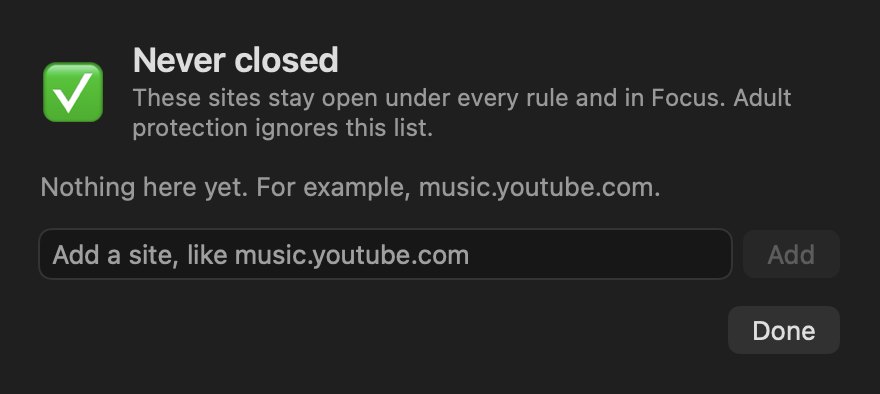 Never closed
These sites stay open under every rule and in Focus. Adult
protection ignores this list.
Nothing here yet. For example, music.youtube.com.
Add a site, like music.youtube.com
Add
Done